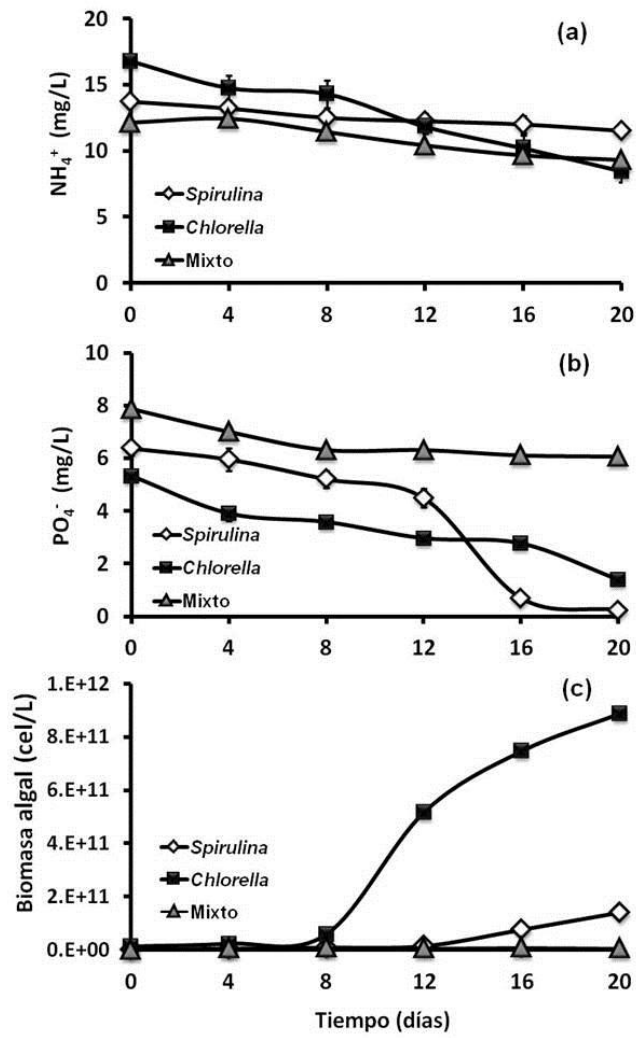 20
(a)
15
10
5
0
NH₄⁺ (mg/L)
Spirulina
Chlorella
Mixto
0 4 8 12 16 20
10
(b)
8
6
4
2
0
PO₄⁻ (mg/L)
Spirulina
Chlorella
Mixto
0 4 8 12 16 20
1.E+12
(c)
8.E+11
6.E+11
4.E+11
2.E+11
0.E+00
Biomasa algal (cel/L)
Spirulina
Chlorella
Mixto
0 4 8 12 16 20
Tiempo (días)